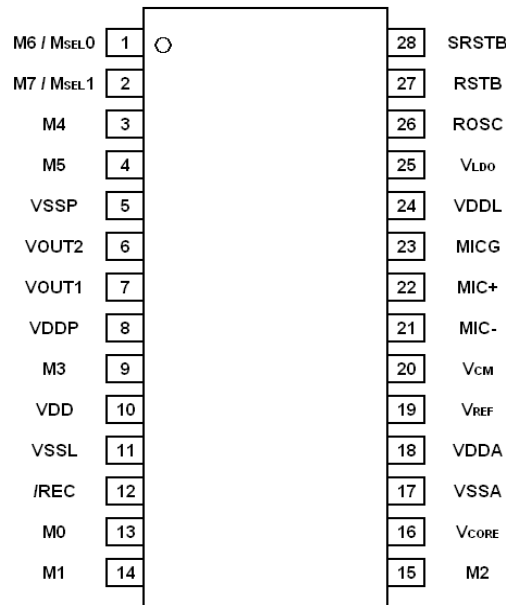 M6 / MSEL0 1 28 SRSTB
M7 / MSEL1 2 27 RSTB
M4 3 26 ROSC
M5 4 25 VLDO
VSSP 5 24 VDDL
VOUT2 6 23 MICG
VOUT1 7 22 MIC+
VDDP 8 21 MIC-
M3 9 20 VCM
VDD 10 19 VREF
VSSL 11 18 VDDA
/REC 12 17 VSSA
M0 13 16 VCORE
M1 14 15 M2